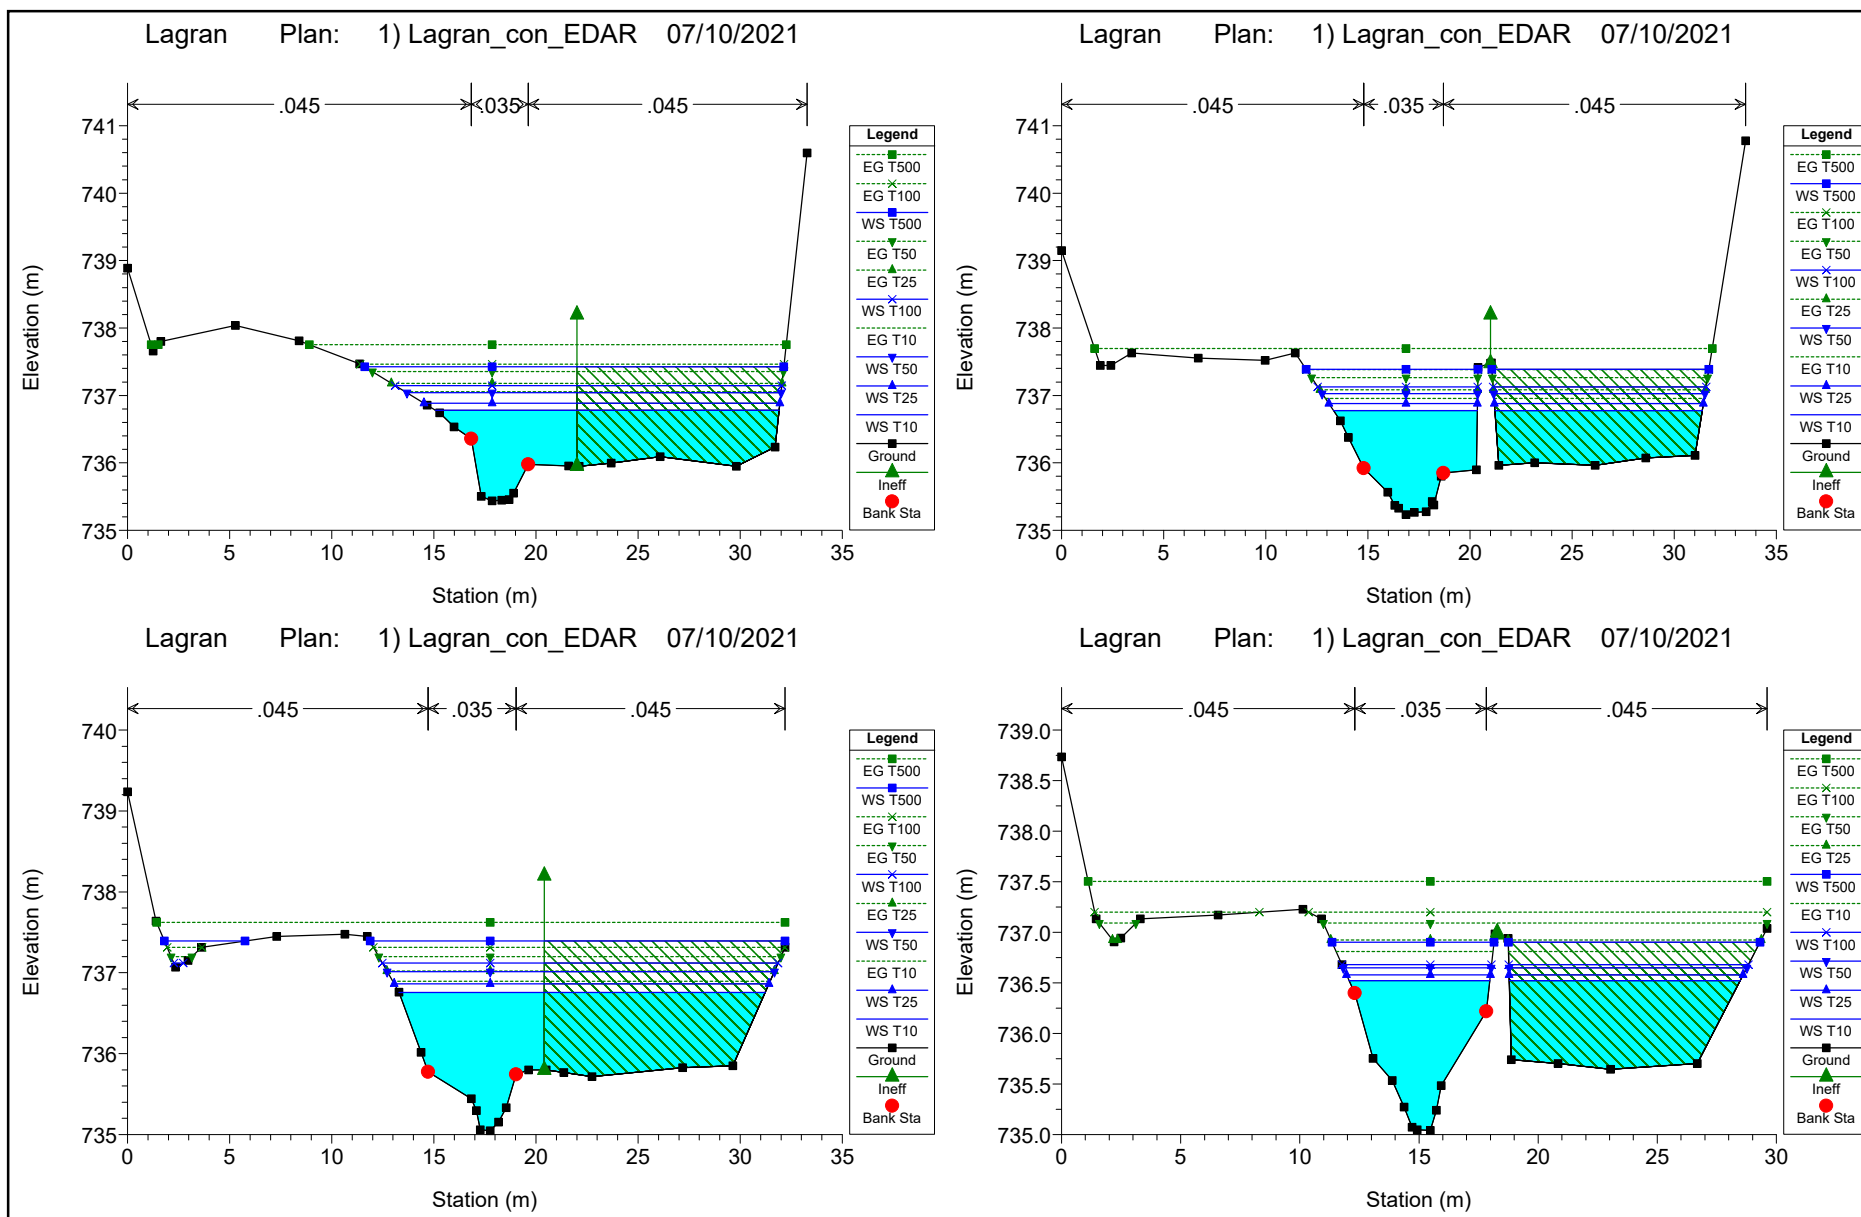 Lagran Plan: 1) Lagran_con_EDAR 07/10/2021
.045 .035 .045
Elevation (m)
741
740
739
738
737
736
735
0 5 10 15 20 25 30 35
Station (m)
Legend
EG T500
EG T100
WS T500
EG T50
EG T25
WS T100
EG T10
WS T50
WS T25
WS T10
Ground
Ineff
Bank Sta
Lagran Plan: 1) Lagran_con_EDAR 07/10/2021
.045 .035 .045
Elevation (m)
741
740
739
738
737
736
735
0 5 10 15 20 25 30 35
Station (m)
Legend
EG T500
WS T500
EG T100
EG T50
WS T100
EG T25
WS T50
EG T10
WS T25
WS T10
Ground
Ineff
Bank Sta
Lagran Plan: 1) Lagran_con_EDAR 07/10/2021
.045 .035 .045
Elevation (m)
740
739
738
737
736
735
0 5 10 15 20 25 30 35
Station (m)
Legend
EG T500
WS T500
EG T100
EG T50
WS T100
EG T25
WS T50
EG T10
WS T25
WS T10
Ground
Ineff
Bank Sta
Lagran Plan: 1) Lagran_con_EDAR 07/10/2021
.045 .035 .045
Elevation (m)
739.0
738.5
738.0
737.5
737.0
736.5
736.0
735.5
735.0
0 5 10 15 20 25 30
Station (m)
Legend
EG T500
EG T100
EG T50
EG T25
WS T500
EG T10
WS T100
WS T50
WS T25
WS T10
Ground
Ineff
Bank Sta